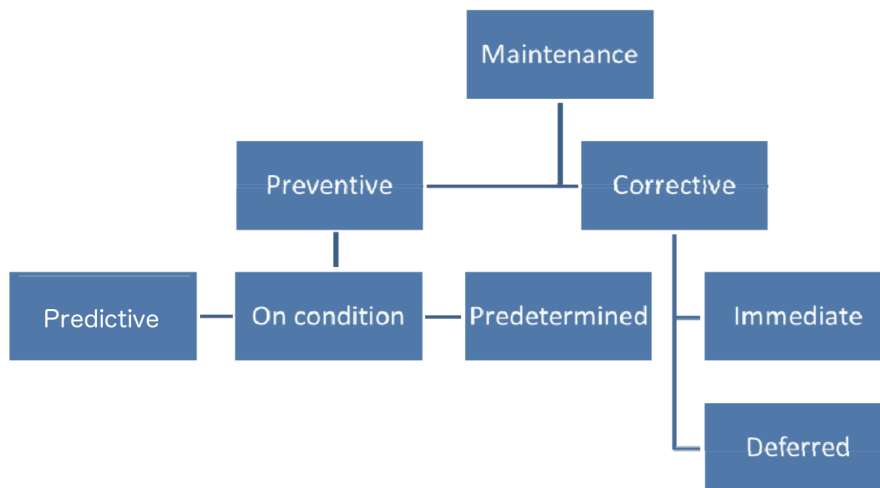 Maintenance
Preventive
Corrective
Predictive
On condition
Predetermined
Immediate
Deferred